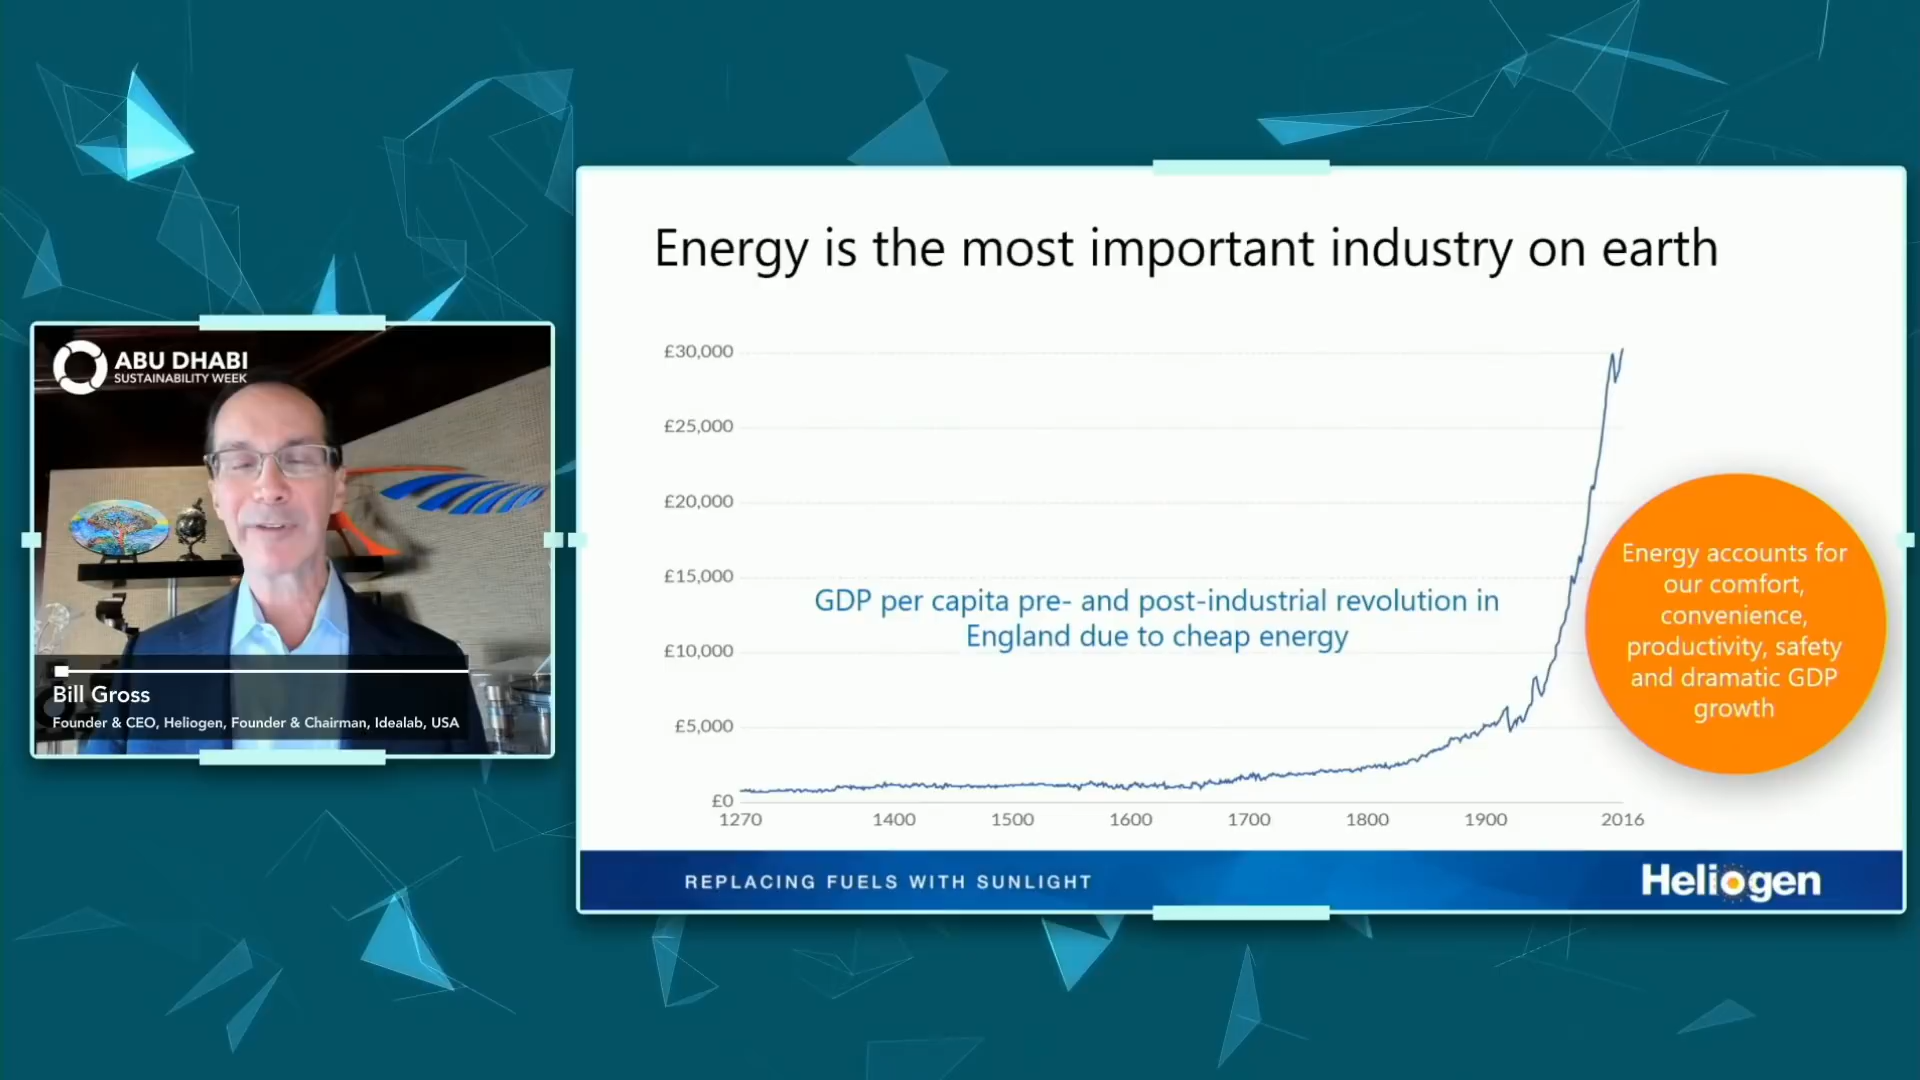 ABU DHABI
SUSTAINABILITY WEEK
Bill Gross
Founder & CEO, Heliogen, Founder & Chairman, Idealab, USA
Energy is the most important industry on earth
£30,000
£25,000
£20,000
£15,000
£10,000
£5,000
£0
1270 1400 1500 1600 1700 1800 1900 2016
GDP per capita pre- and post-industrial revolution in
England due to cheap energy
Energy accounts for
our comfort,
convenience,
productivity, safety
and dramatic GDP
growth
REPLACING FUELS WITH SUNLIGHT
Heliogen